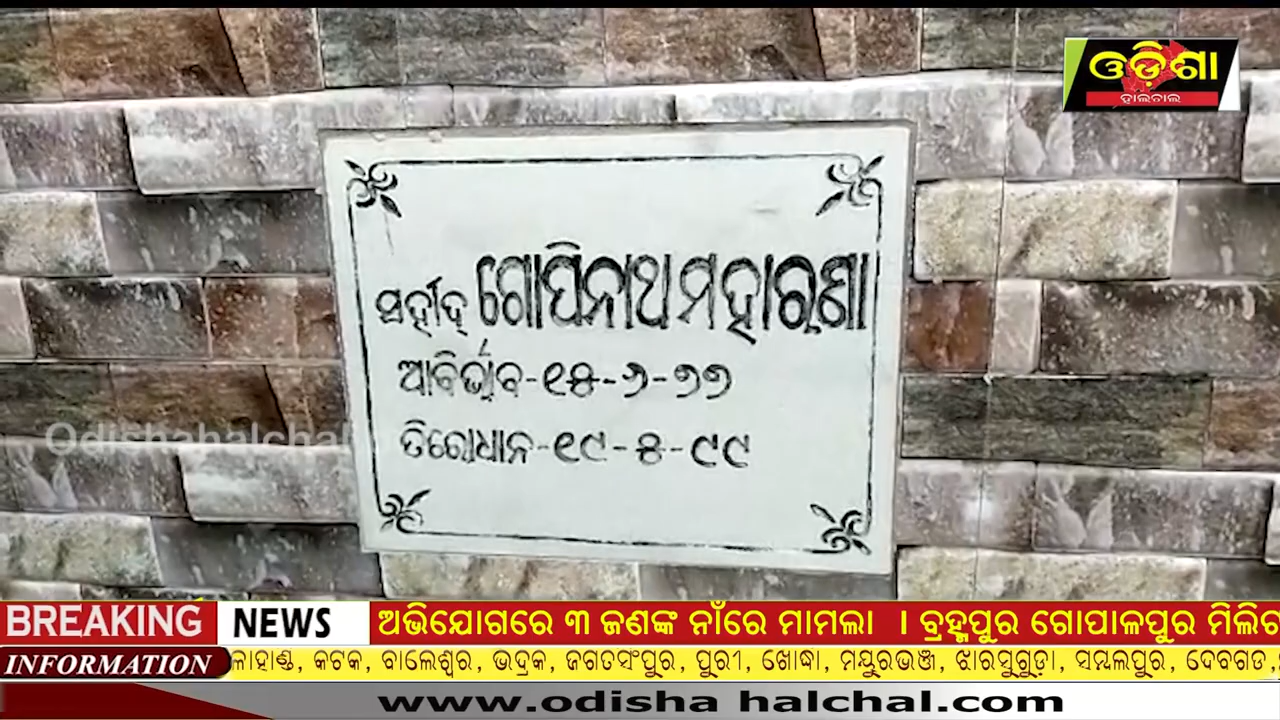 ଓଡ଼ିଶା
ହାଲଚାଲ
ସହୀଦ୍ ଗୋପିନାଥ ମହାରଣା
ଆବିର୍ଭାବ-୧୫-୬-୭୭
ତିରୋଧାନ-୧୯-୫-୯୯
Odishahalchal
BREAKING NEWS ଅଭିଯୋଗରେ ୩ ଜଣଙ୍କ ନାଁରେ ମାମଲା । ବ୍ରହ୍ମପୁର ଗୋପାଳପୁର ମିଲିଟ
INFORMATION ଳାହାଣ୍ଡି, କଟକ, ବାଲେଶ୍ୱର, ଭଦ୍ରକ, ଜଗତସଂପୁର, ପୁରୀ, ଖୋର୍ଦ୍ଧା, ମୟୁରଭଞ୍ଜ, ଝାରସୁଗୁଡ଼ା, ସମ୍ବଲପୁର, ଦେବଗଡ,
www.odisha halchal.com